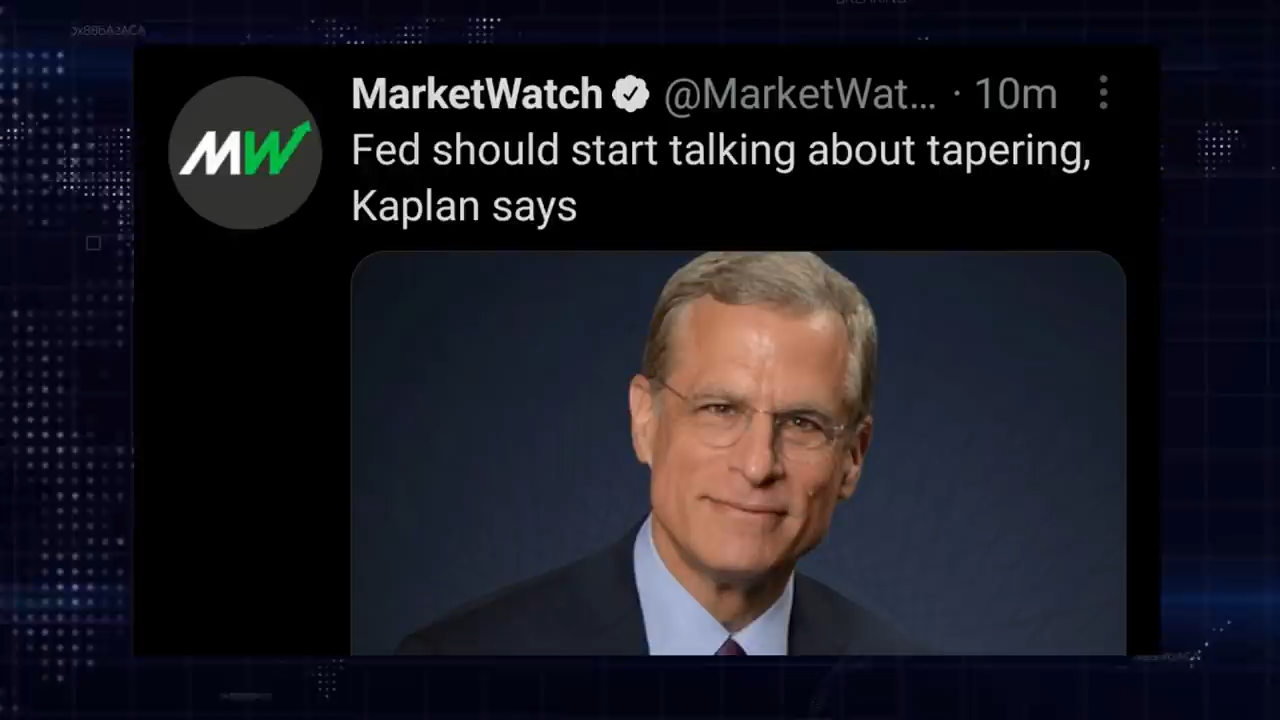 MarketWatch @MarketWat... · 10m
Fed should start talking about tapering,
Kaplan says
MW